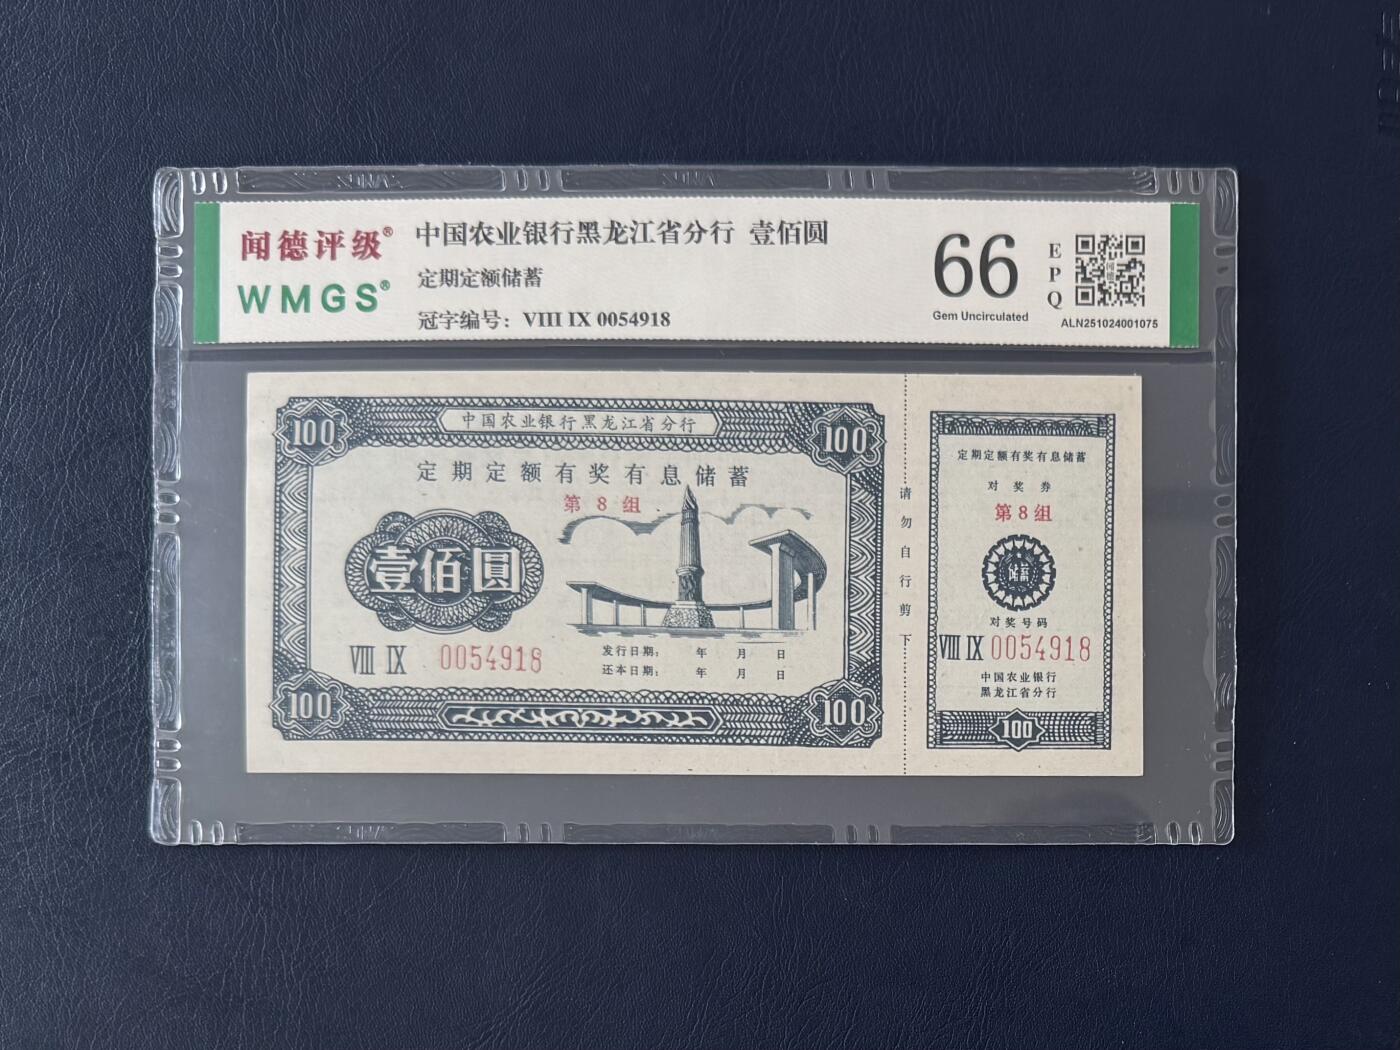 闻德评级®
WMGS®
中国农业银行黑龙江省分行 壹佰圆
定期定额储蓄
冠字编号：VIII IX 0054918
66
EPQ
Gem Uncirculated
ALN251024001075
100
中国农业银行黑龙江省分行
100
定期定额有奖有息储蓄
第8组
壹佰圆
VIII IX 0054918
发行日期： 年 月 日
还本日期： 年 月 日
100
100
请勿自行剪下
定期定额有奖有息储蓄
对奖券
第8组
储蓄
对奖号码
VIII IX 0054918
中国农业银行
黑龙江省分行
100